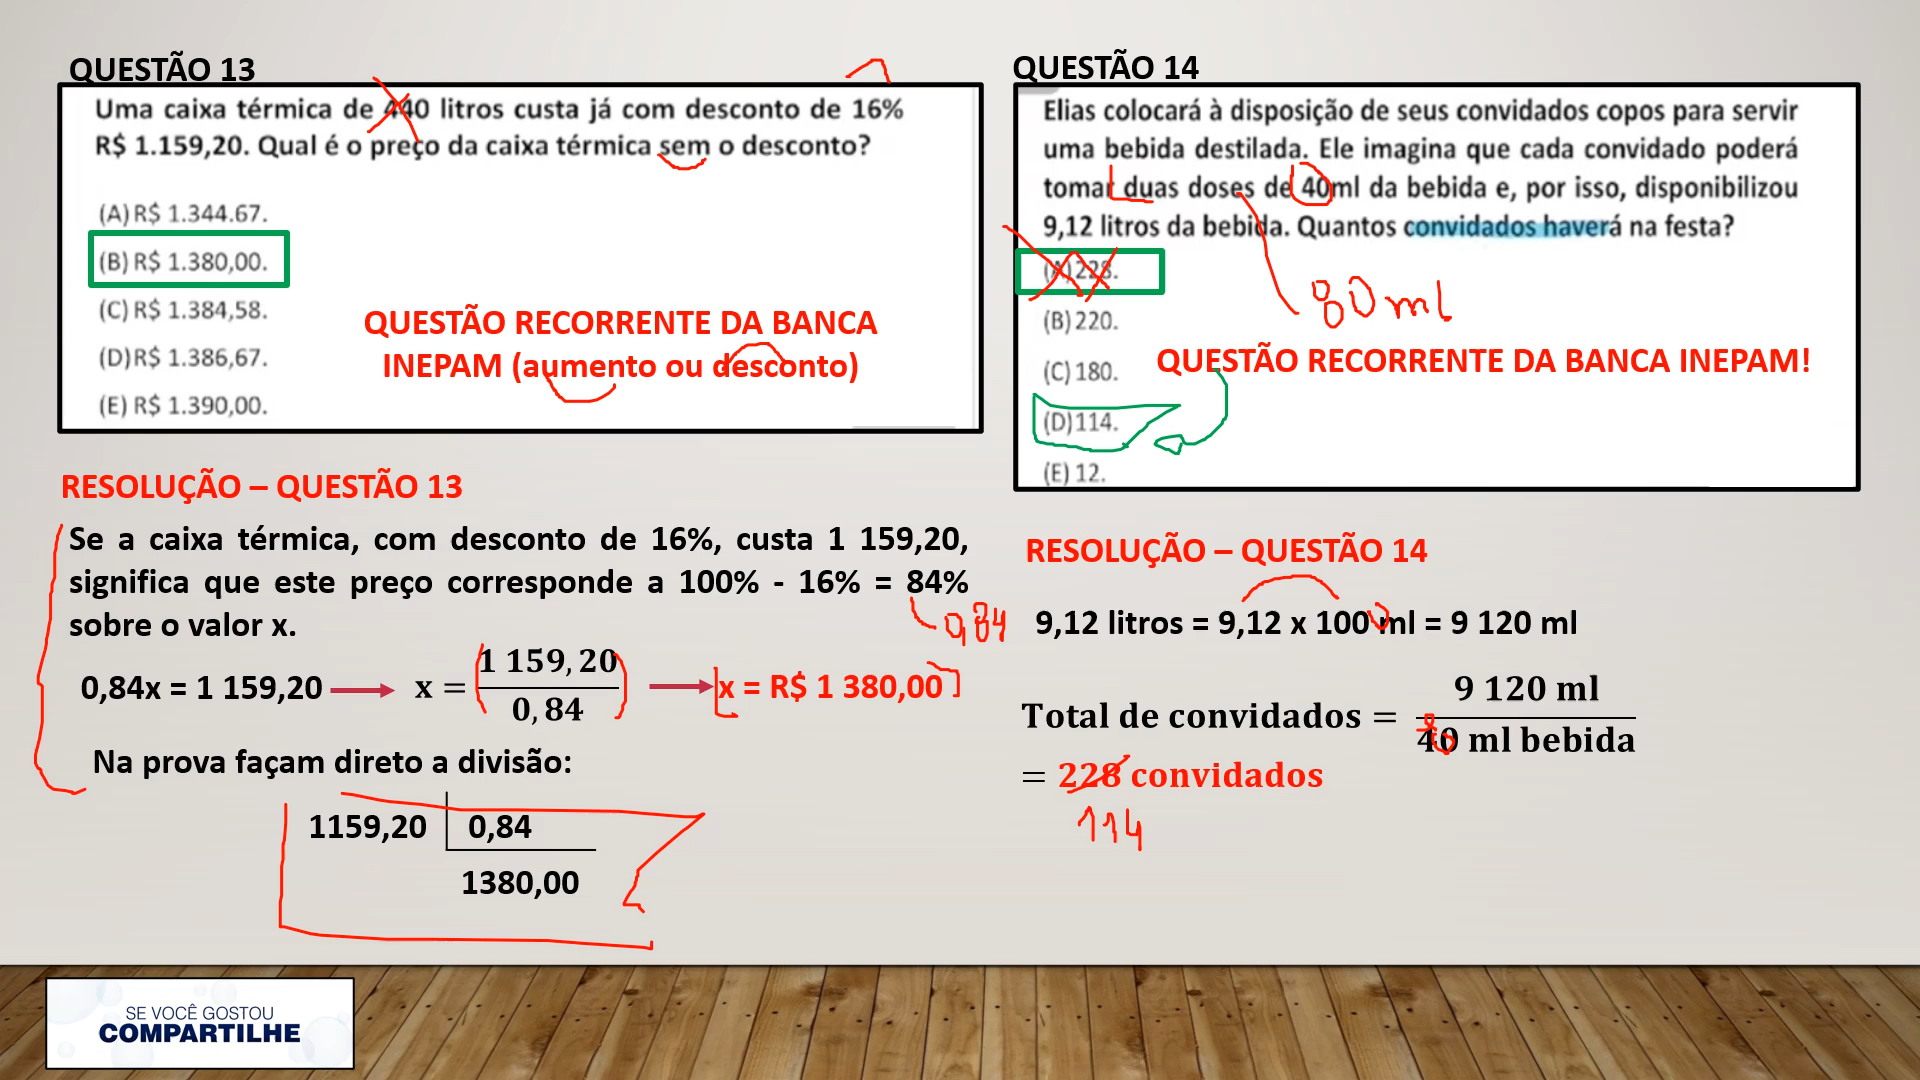 QUESTÃO 13
Uma caixa térmica de 440 litros custa já com desconto de 16%
R$ 1.159,20. Qual é o preço da caixa térmica sem o desconto?
(A) R$ 1.344.67.
(B) R$ 1.380,00.
(C) R$ 1.384,58.
(D) R$ 1.386,67.
(E) R$ 1.390,00.
QUESTÃO RECORRENTE DA BANCA
INEPAM (aumento ou desconto)
RESOLUÇÃO – QUESTÃO 13
Se a caixa térmica, com desconto de 16%, custa 1 159,20,
significa que este preço corresponde a 100% - 16% = 84%
sobre o valor x.
0,84
0,84x = 1 159,20
x = 1 159,20
0,84
x = R$ 1 380,00
Na prova façam direto a divisão:
1159,20 0,84
1380,00
QUESTÃO 14
Elias colocará à disposição de seus convidados copos para servir
uma bebida destilada. Ele imagina que cada convidado poderá
tomar duas doses de 40ml da bebida e, por isso, disponibilizou
9,12 litros da bebida. Quantos convidados haverá na festa?
(A) 228.
80 ml
(B) 220.
(C) 180.
(D) 114.
(E) 12.
QUESTÃO RECORRENTE DA BANCA INEPAM!
RESOLUÇÃO – QUESTÃO 14
9,12 litros = 9,12 x 1000 ml = 9 120 ml
Total de convidados = 9 120 ml
40 ml bebida
80
= 228 convidados
114
SE VOCÊ GOSTOU
COMPARTILHE